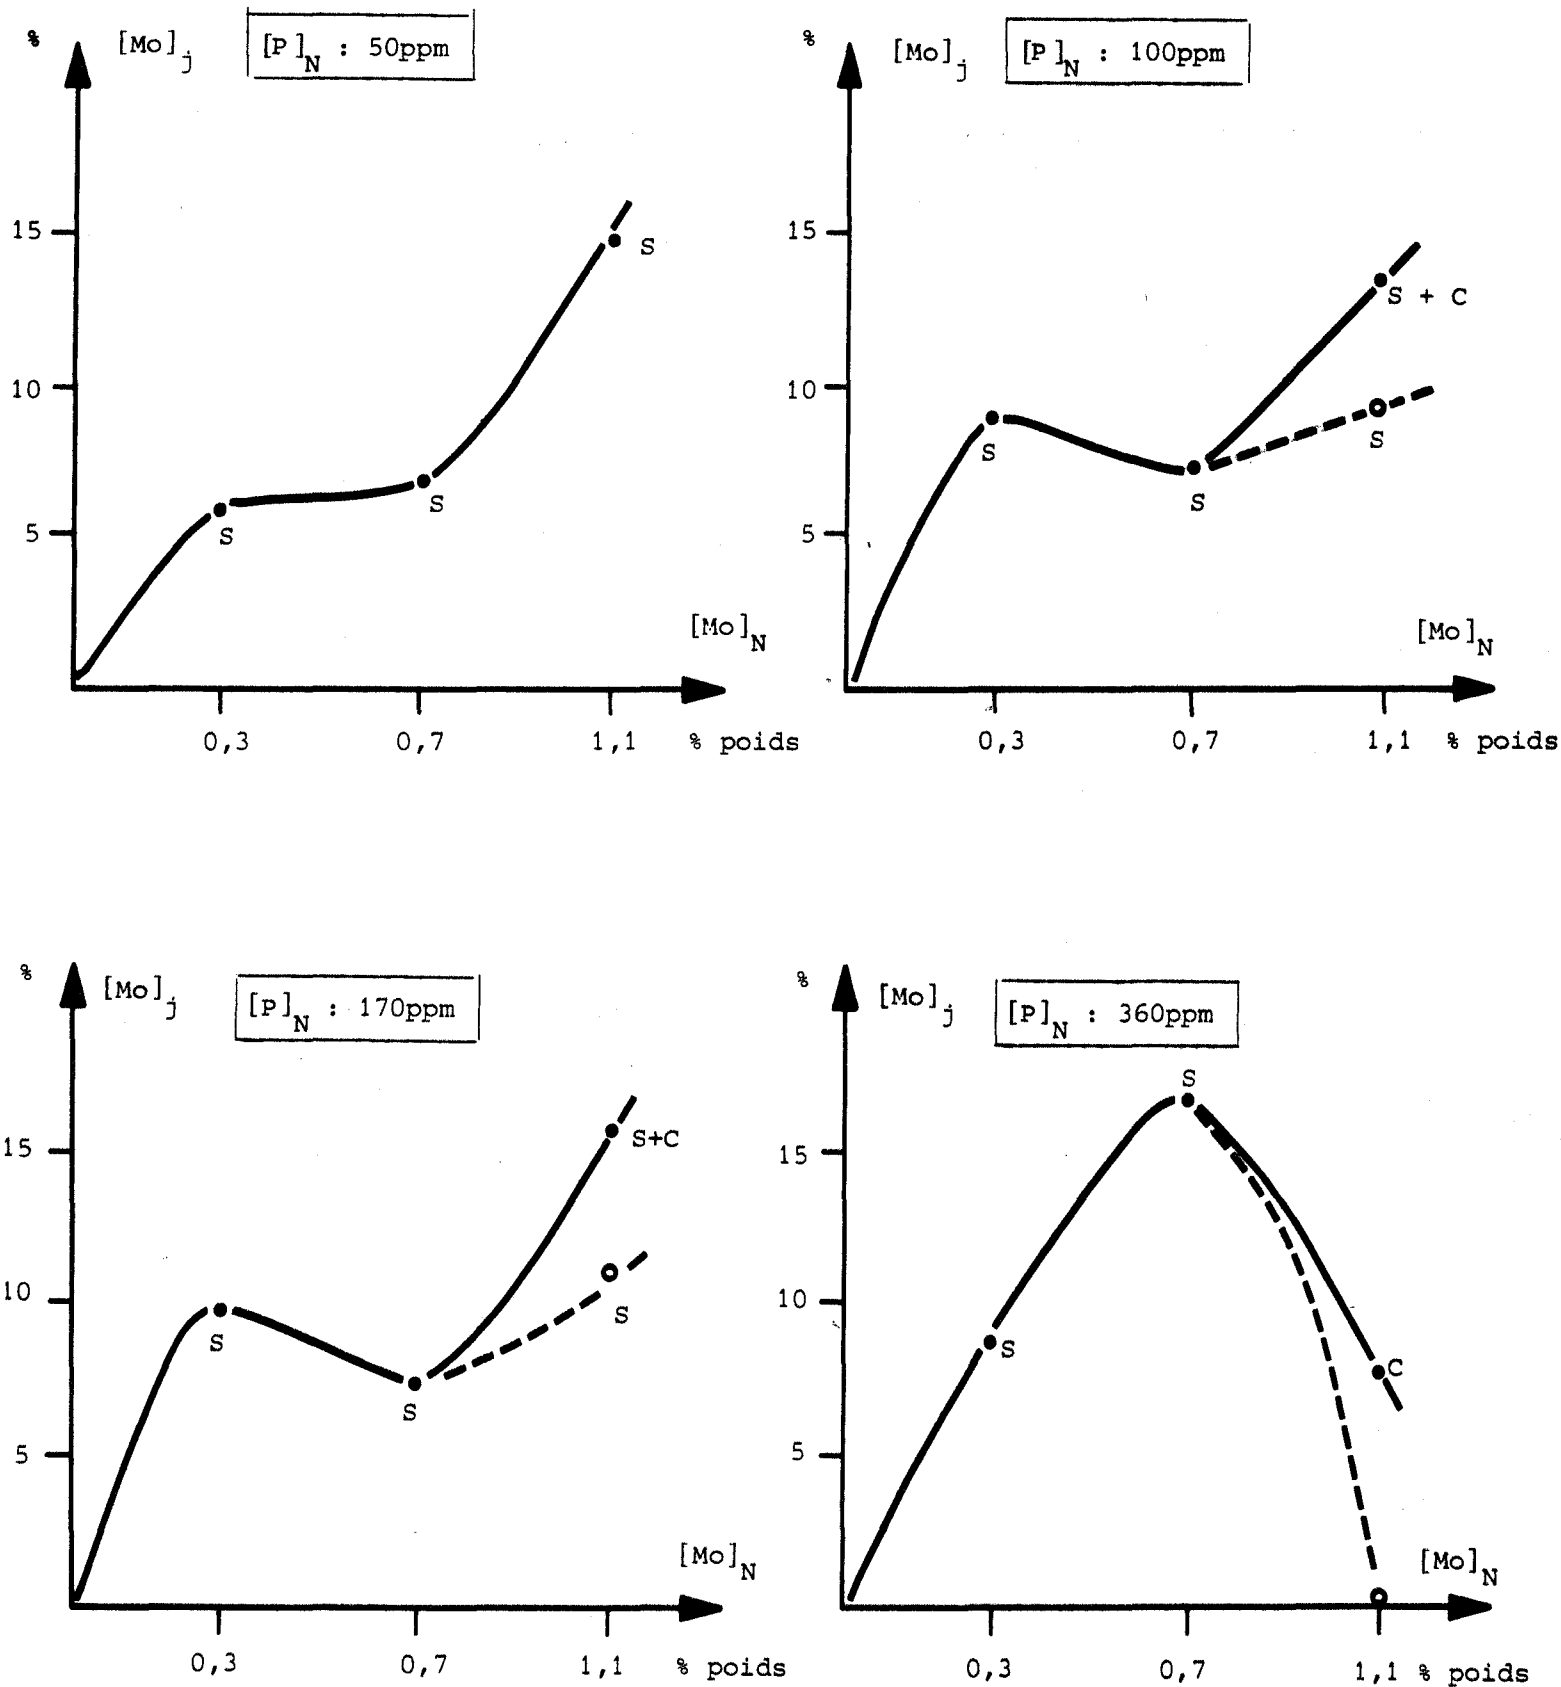 % [Mo]j [P]N : 50ppm
15
S
10
S
S
5
[Mo]N
0,3 0,7 1,1 % poids
% [Mo]j [P]N : 100ppm
15
S + C
10
S
S
S
5
[Mo]N
0,3 0,7 1,1 % poids
% [Mo]j [P]N : 170ppm
15
S+C
10
S
S
S
5
[Mo]N
0,3 0,7 1,1 % poids
% [Mo]j [P]N : 360ppm
S
15
10
S
C
5
[Mo]N
0,3 0,7 1,1 % poids